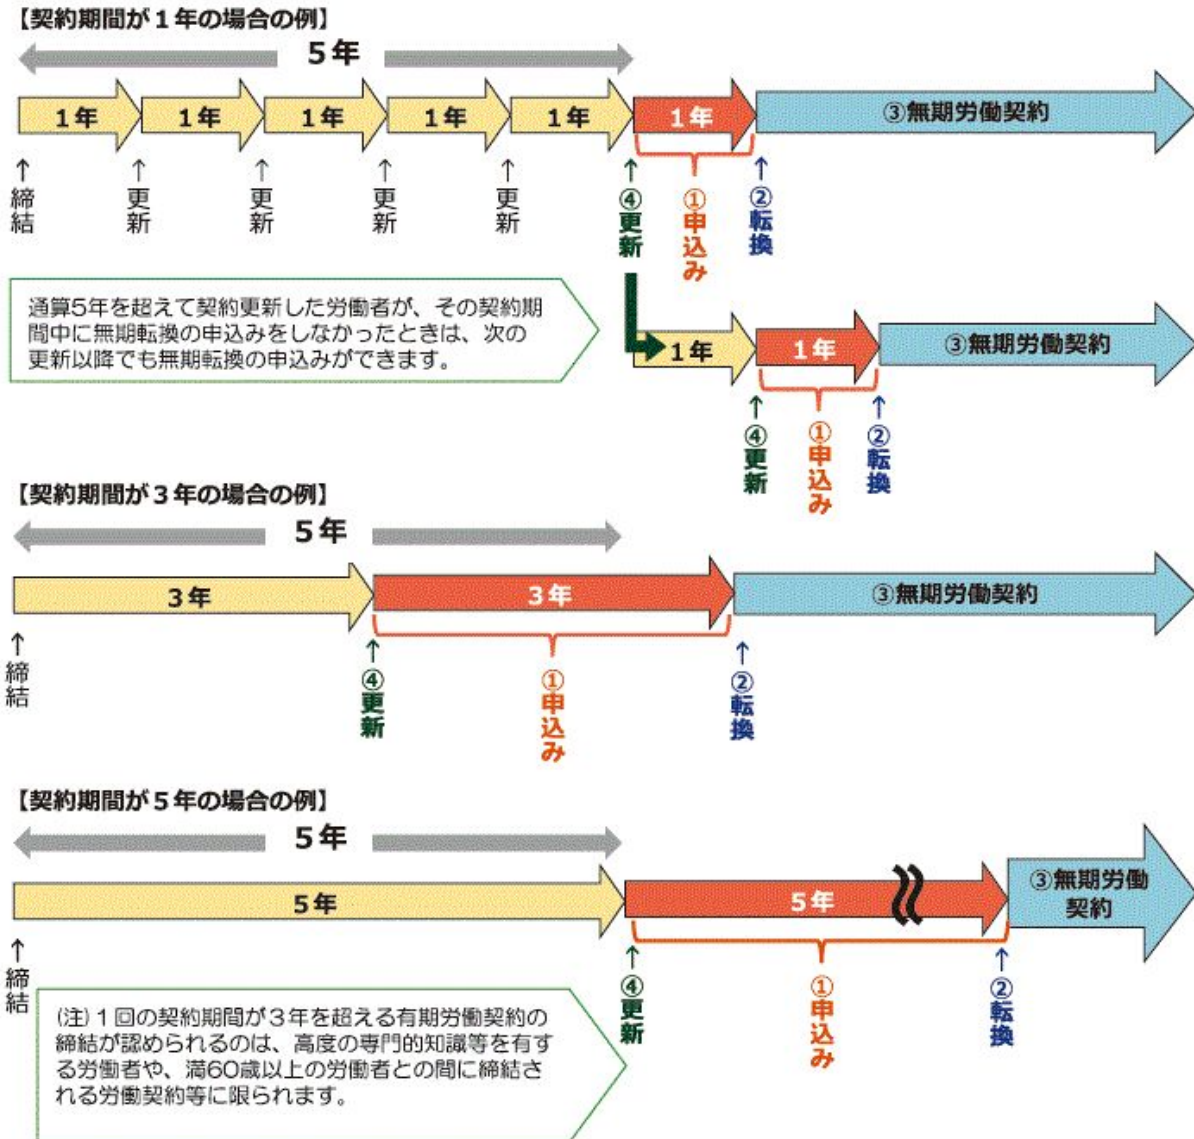 【契約期間が１年の場合の例】
５年
１年 １年 １年 １年 １年 １年 ③無期労働契約
↑締結 ↑更新 ↑更新 ↑更新 ↑更新 ↑④更新 ①申込み ↑②転換
通算5年を超えて契約更新した労働者が、その契約期
間中に無期転換の申込みをしなかったときは、次の
更新以降でも無期転換の申込みができます。
１年 １年 ③無期労働契約
↑④更新 ①申込み ↑②転換
【契約期間が３年の場合の例】
５年
３年 ３年 ③無期労働契約
↑締結 ↑④更新 ①申込み ↑②転換
【契約期間が５年の場合の例】
５年
５年 ５年 ③無期労働
契約
↑締結 ↑④更新 ①申込み ↑②転換
(注)１回の契約期間が３年を超える有期労働契約の
締結が認められるのは、高度の専門的知識等を有す
る労働者や、満60歳以上の労働者との間に締結さ
れる労働契約等に限られます。